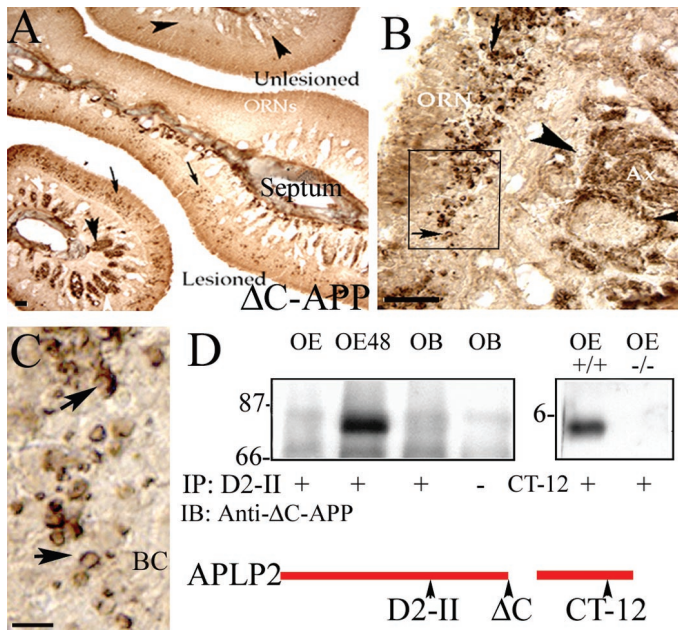 A
Unlesioned
ORNs
Septum
Lesioned
ΔC-APP
B
ORN
Ax
C
BC
D
OE OE48 OB OB
OE +/+ OE -/-
87-
66-
6-
IP: D2-II + + + - CT-12 + +
IB: Anti-ΔC-APP
APLP2
D2-II ΔC CT-12